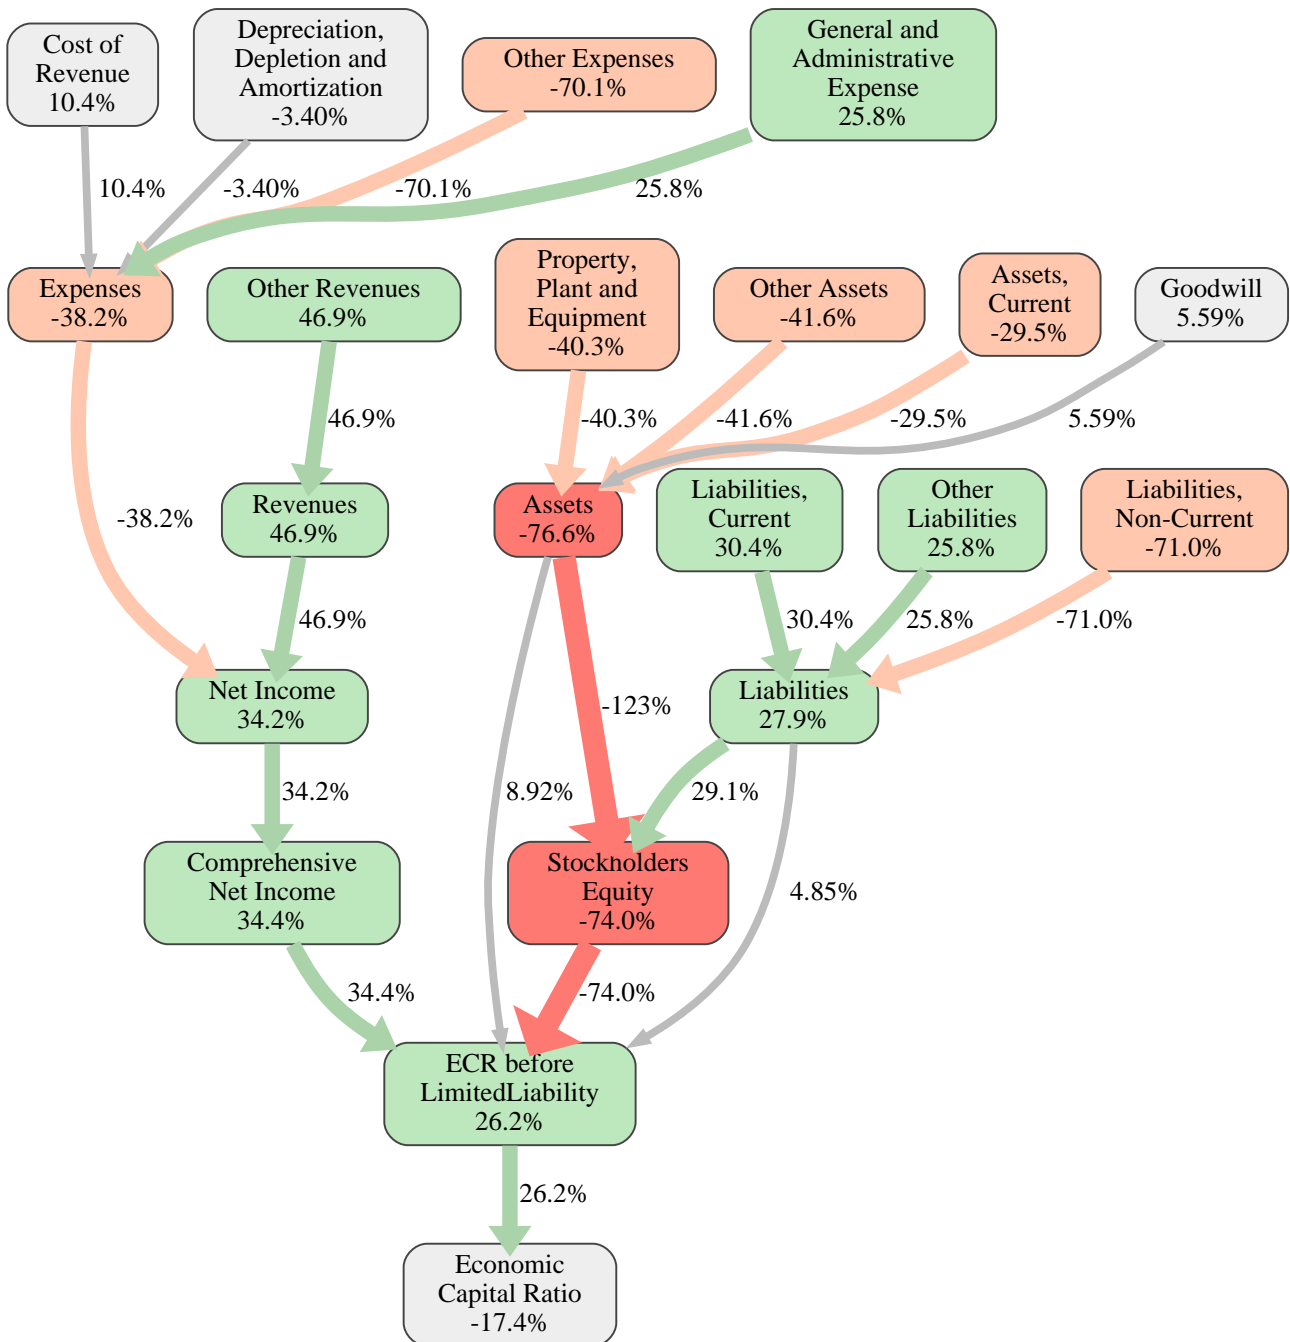 Cost of
Revenue
10.4%
Depreciation,
Depletion and
Amortization
-3.40%
Other Expenses
-70.1%
General and
Administrative
Expense
25.8%
10.4%
-3.40%
-70.1%
25.8%
Expenses
-38.2%
Other Revenues
46.9%
Property,
Plant and
Equipment
-40.3%
Other Assets
-41.6%
Assets,
Current
-29.5%
Goodwill
5.59%
46.9%
-40.3%
-41.6%
-29.5%
5.59%
-38.2%
Revenues
46.9%
Assets
-76.6%
Liabilities,
Current
30.4%
Other
Liabilities
25.8%
Liabilities,
Non-Current
-71.0%
46.9%
30.4%
25.8%
-71.0%
Net Income
34.2%
-123%
Liabilities
27.9%
34.2%
8.92%
29.1%
Comprehensive
Net Income
34.4%
Stockholders
Equity
-74.0%
4.85%
34.4%
-74.0%
ECR before
LimitedLiability
26.2%
26.2%
Economic
Capital Ratio
-17.4%